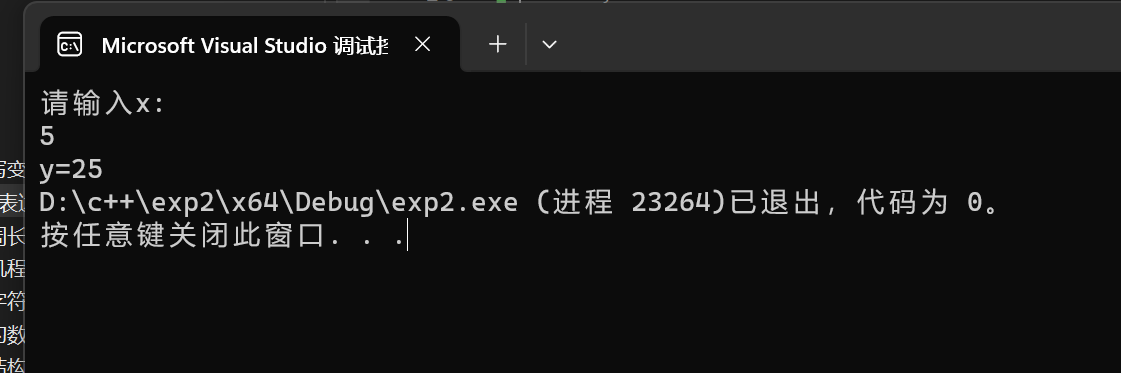 Microsoft Visual Studio 调试
请输入x:
5
y=25
D:\c++\exp2\x64\Debug\exp2.exe (进程 23264)已退出，代码为 0。
按任意键关闭此窗口. . .